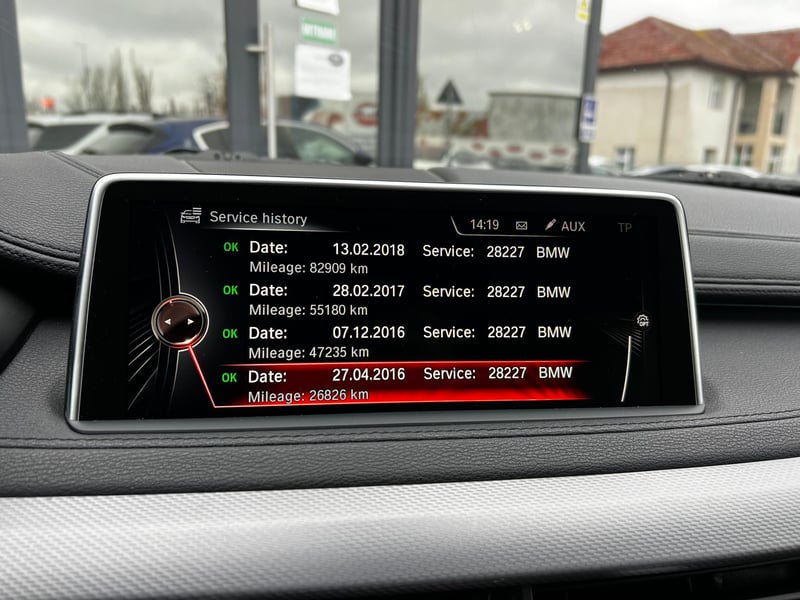 Service history
14:19 AUX TP
OK Date: 13.02.2018 Service: 28227 BMW
Mileage: 82909 km
OK Date: 28.02.2017 Service: 28227 BMW
Mileage: 55180 km
OK Date: 07.12.2016 Service: 28227 BMW
Mileage: 47235 km
OK Date: 27.04.2016 Service: 28227 BMW
Mileage: 26826 km